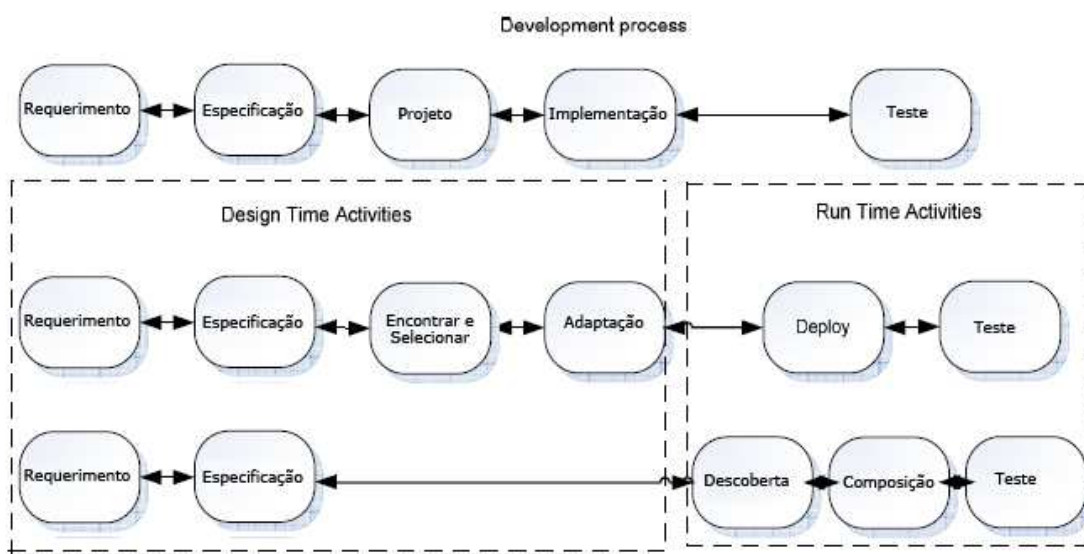 Development process
Requerimento
Especificação
Projeto
Implementação
Teste
Design Time Activities
Run Time Activities
Requerimento
Especificação
Encontrar e
Selecionar
Adaptação
Deploy
Teste
Requerimento
Especificação
Descoberta
Composição
Teste